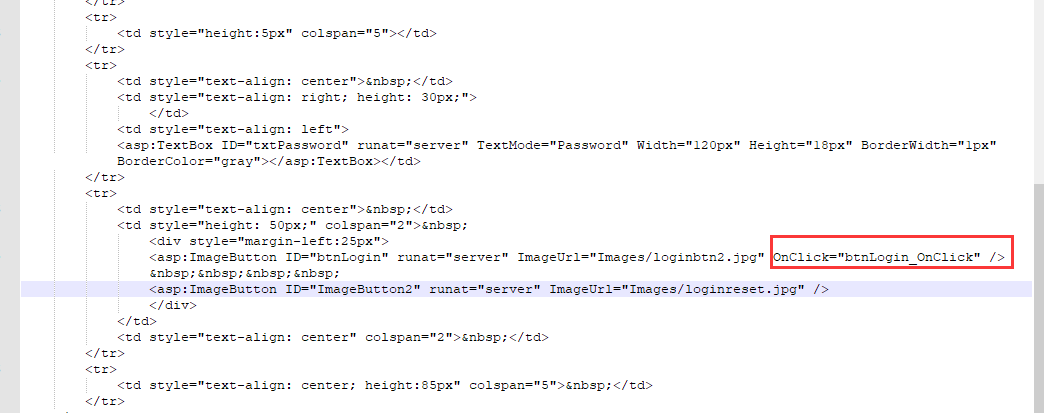 </tr>
<tr>
<td style="height:5px" colspan="5"></td>
</tr>
<tr>
<td style="text-align: center">&nbsp;</td>
<td style="text-align: right; height: 30px;">
</td>
<td style="text-align: left">
<asp:TextBox ID="txtPassword" runat="server" TextMode="Password" Width="120px" Height="18px" BorderWidth="1px"
BorderColor="gray"></asp:TextBox></td>
</tr>
<tr>
<td style="text-align: center">&nbsp;</td>
<td style="height: 50px;" colspan="2">&nbsp;
<div style="margin-left:25px">
<asp:ImageButton ID="btnLogin" runat="server" ImageUrl="Images/loginbtn2.jpg" OnClick="btnLogin_OnClick" />
&nbsp;&nbsp;&nbsp;&nbsp;
<asp:ImageButton ID="ImageButton2" runat="server" ImageUrl="Images/loginreset.jpg" />
</div>
</td>
<td style="text-align: center" colspan="2">&nbsp;</td>
</tr>
<tr>
<td style="text-align: center; height:85px" colspan="5">&nbsp;</td>
</tr>